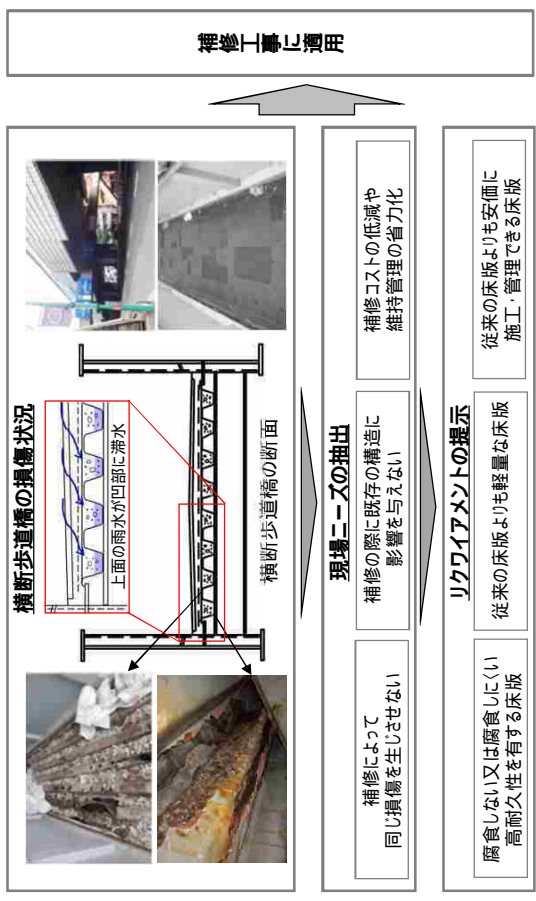 横断歩道橋の損傷状況
上面の雨水が凹部に滞水
横断歩道橋の断面
現場ニーズの抽出
補修によって
同じ損傷を生じさせない
補修の際に既存の構造に
影響を与えない
補修コストの低減や
維持管理の省力化
リクワイアメントの提示
腐食しない又は腐食しにくい
高耐久性を有する床版
従来の床版よりも軽量な床版
従来の床版よりも安価に
施工・管理できる床版
補修工事に適用